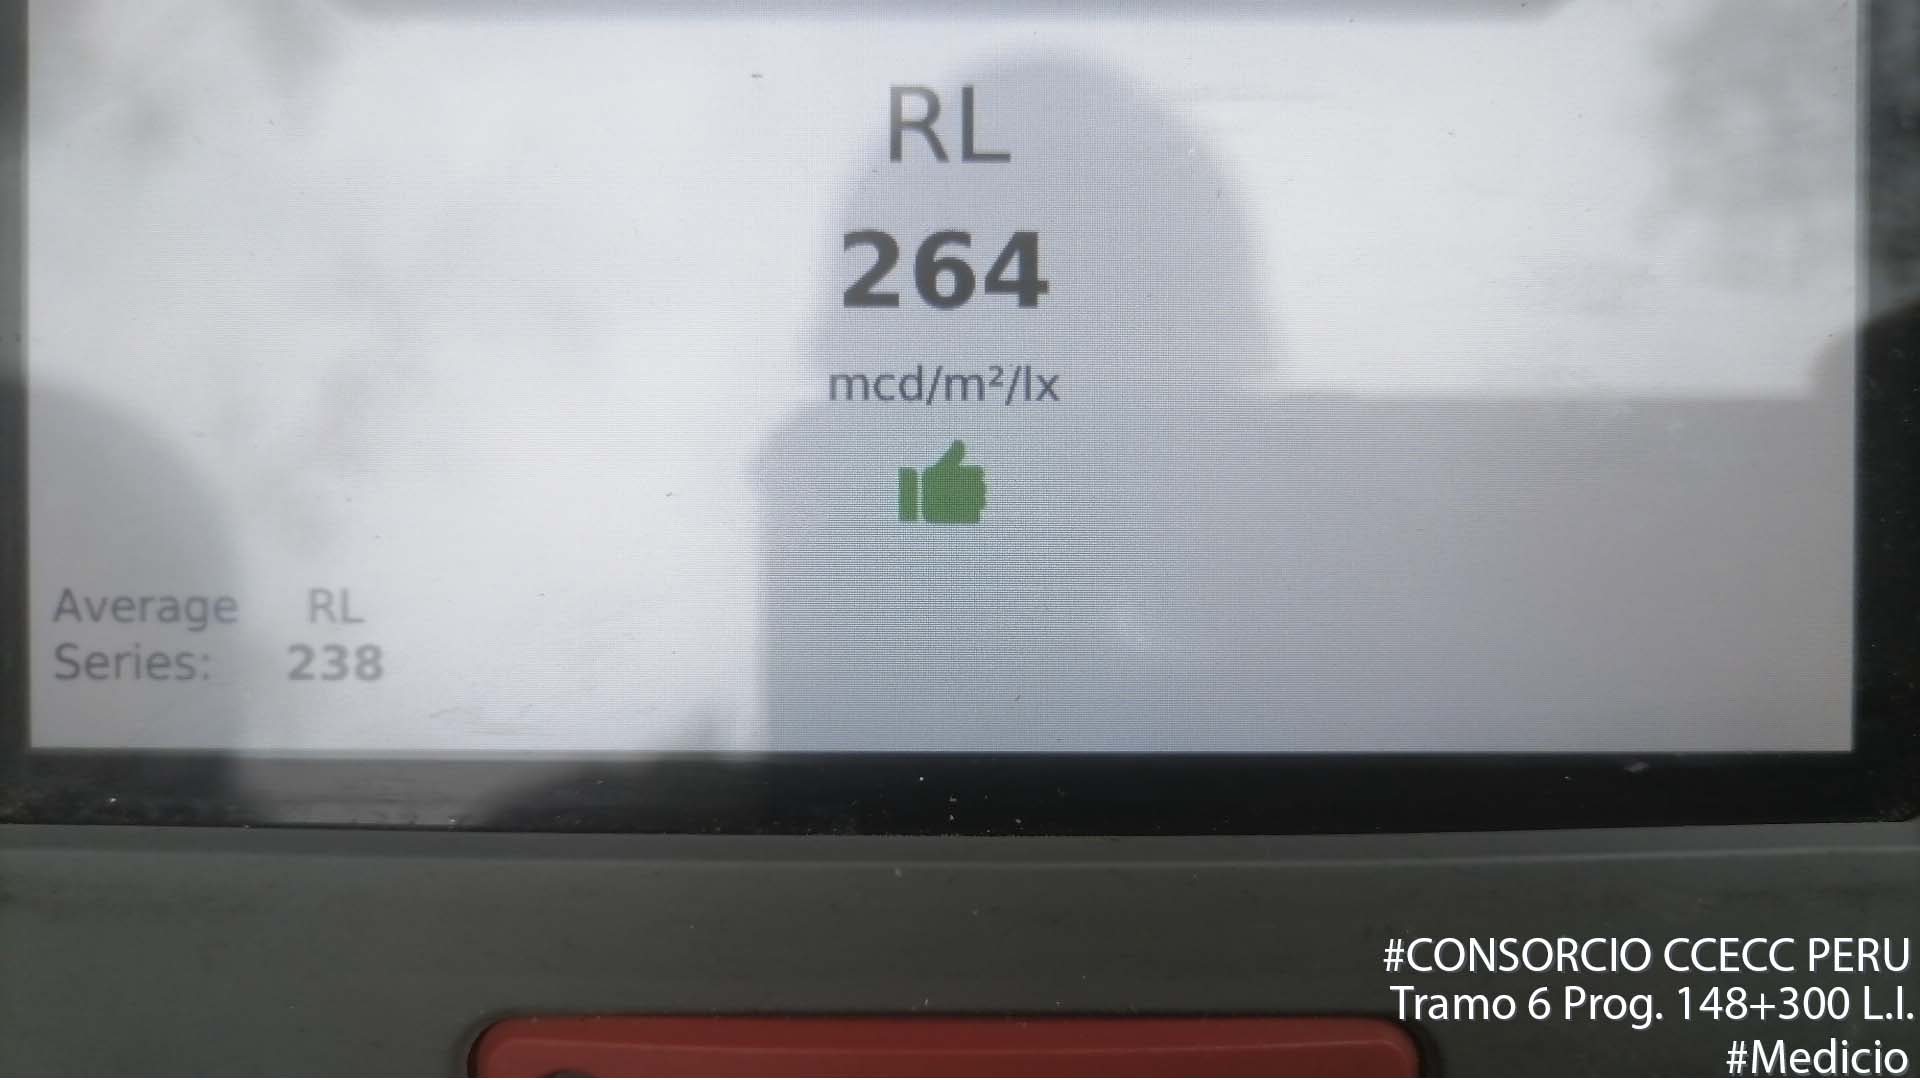 RL
264
mcd/m²/lx
Average RL
Series: 238
#CONSORCIO CCECC PERU
Tramo 6 Prog. 148+300 L.I.
#Medicio